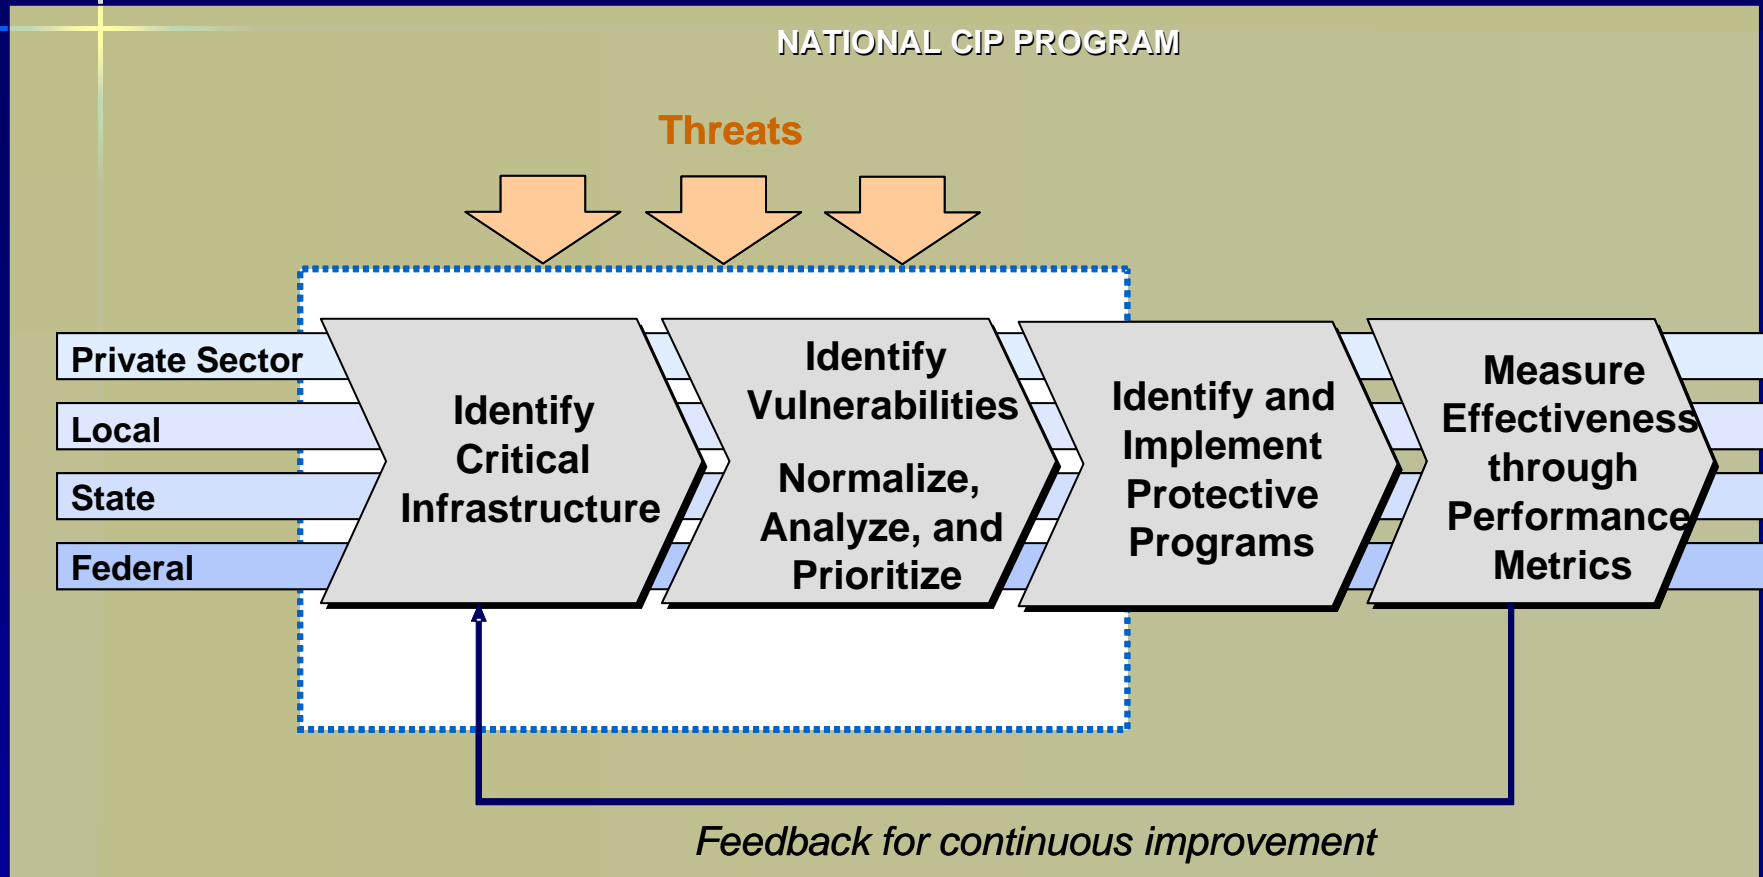 NATIONAL CIP PROGRAM
Threats
Private Sector
Local
State
Federal
Identify
Critical
Infrastructure
Identify
Vulnerabilities
Normalize,
Analyze, and
Prioritize
Identify and
Implement
Protective
Programs
Measure
Effectiveness
through
Performance
Metrics
Feedback for continuous improvement